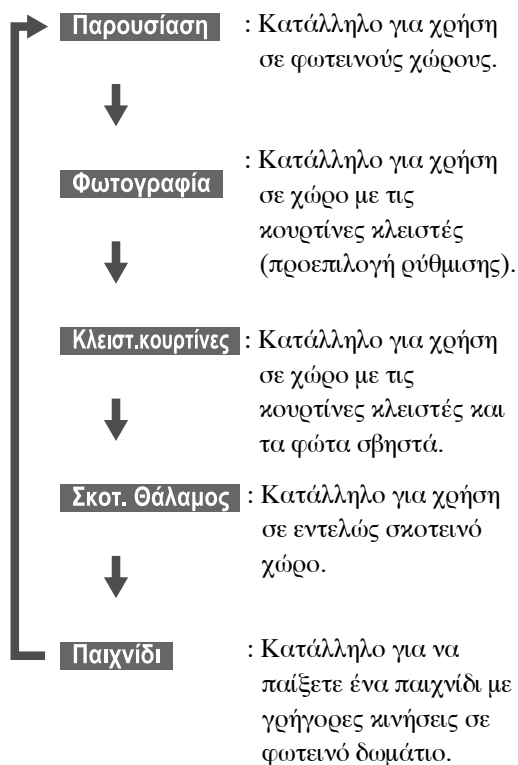 Παρουσίαση : Κατάλληλο για χρήση
σε φωτεινούς χώρους.
Φωτογραφία : Κατάλληλο για χρήση
σε χώρο με τις
κουρτίνες κλειστές
(προεπιλογή ρύθμισης).
Κλειστ.κουρτίνες : Κατάλληλο για χρήση
σε χώρο με τις
κουρτίνες κλειστές και
τα φώτα σβηστά.
Σκοτ. Θάλαμος : Κατάλληλο για χρήση
σε εντελώς σκοτεινό
χώρο.
Παιχνίδι : Κατάλληλο για να
παίξετε ένα παιχνίδι με
γρήγορες κινήσεις σε
φωτεινό δωμάτιο.